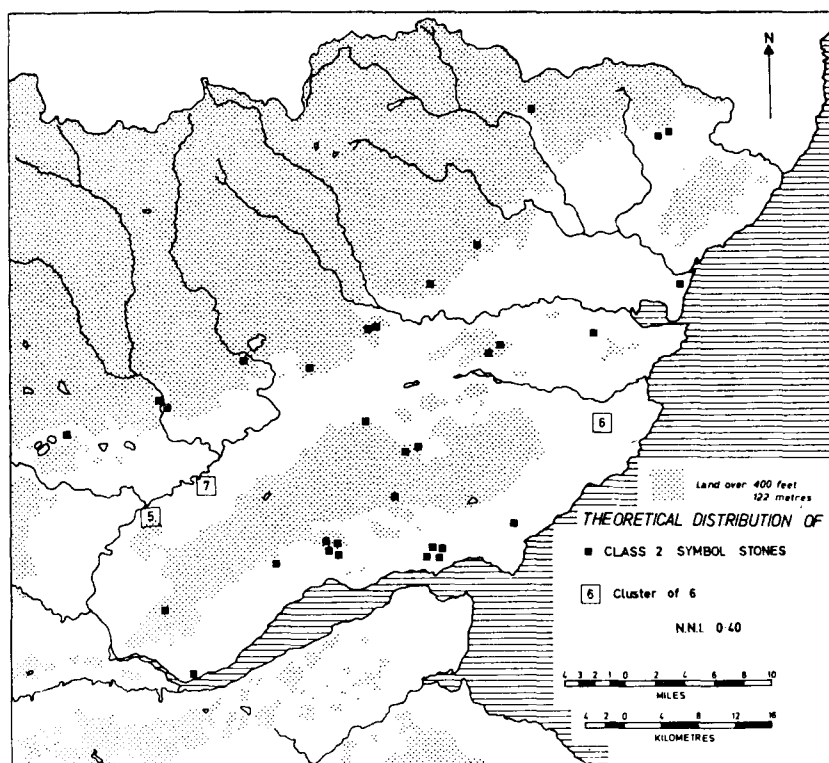 N
6
7
5
Land over 400 feet
122 metres
THEORETICAL DISTRIBUTION OF
CLASS 2 SYMBOL STONES
6 Cluster of 6
N.N.I. 0·40
4 3 2 1 0 2 4 6 8 10
MILES
4 2 0 4 8 12 16
KILOMETRES